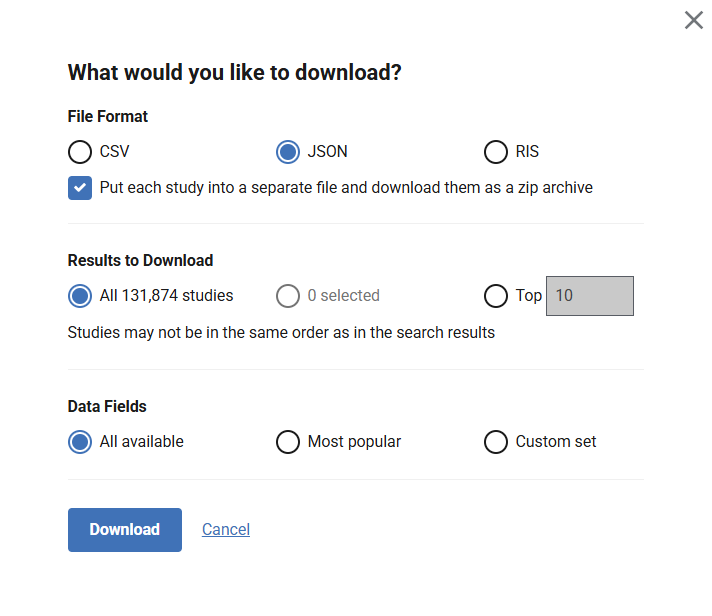 What would you like to download?
File Format
CSV JSON RIS
Put each study into a separate file and download them as a zip archive
Results to Download
All 131,874 studies 0 selected Top 10
Studies may not be in the same order as in the search results
Data Fields
All available Most popular Custom set
Download Cancel